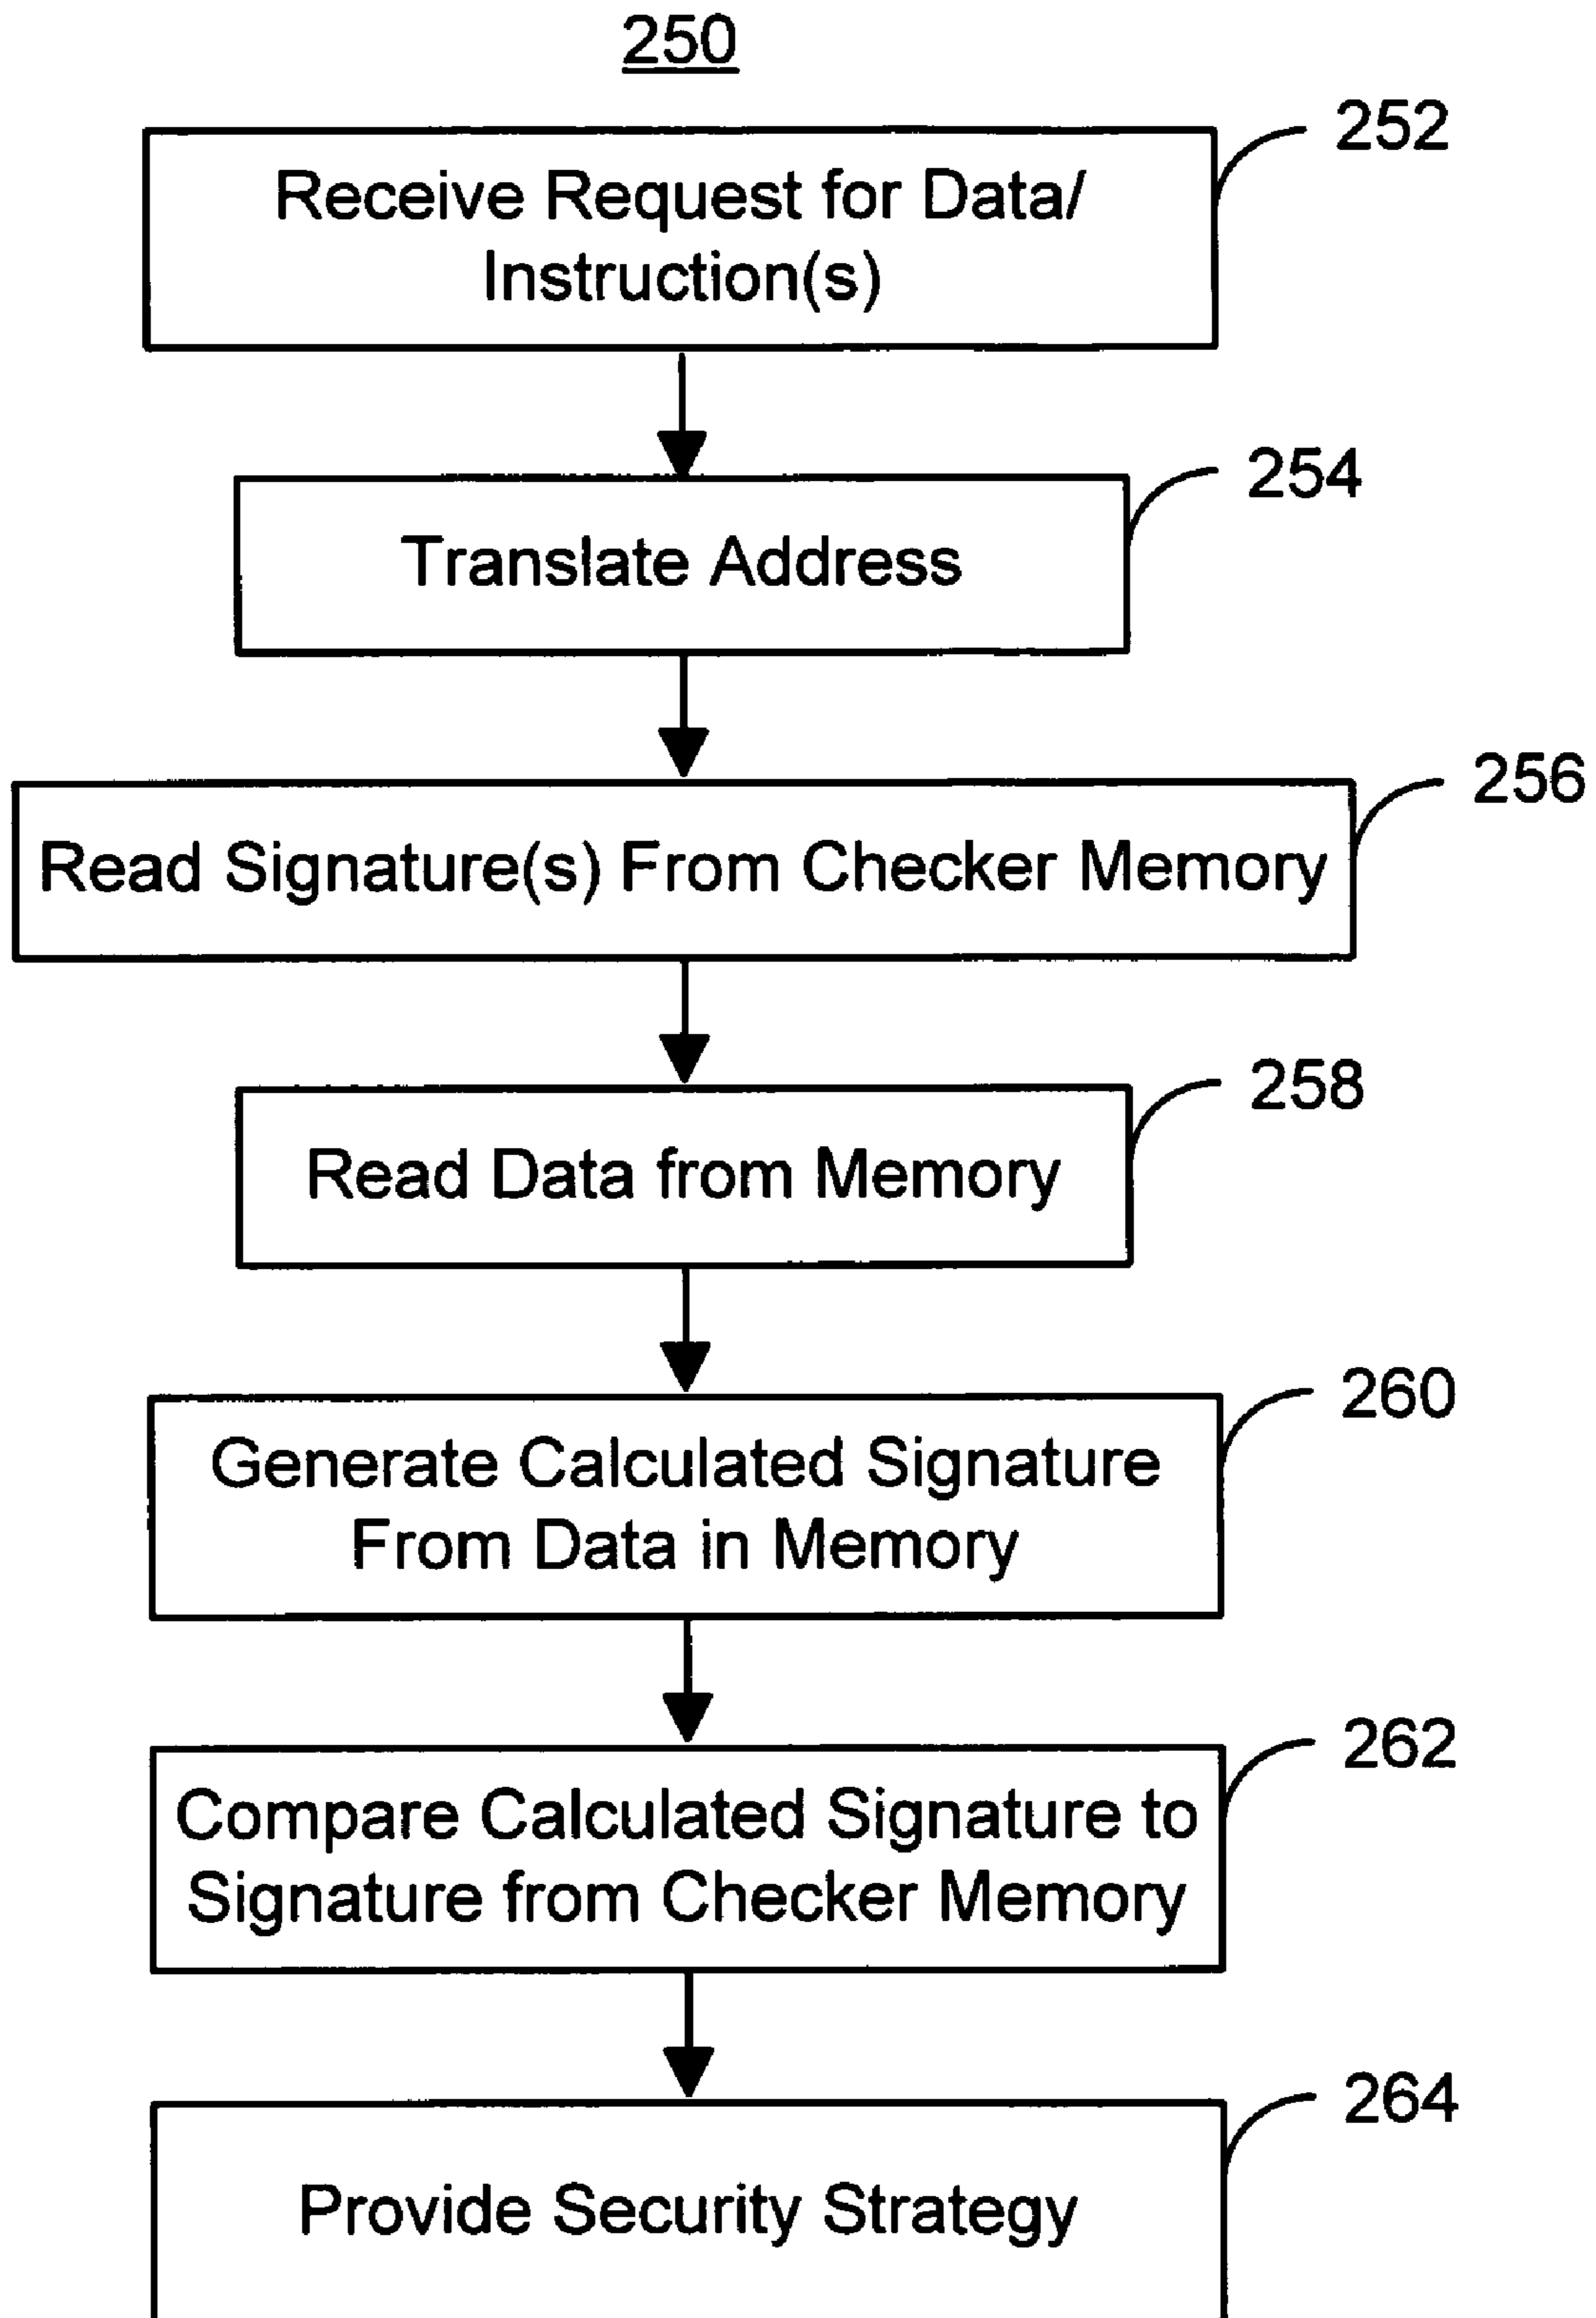 250
252
Receive Request for Data/
Instruction(s)
254
Translate Address
256
Read Signature(s) From Checker Memory
258
Read Data from Memory
260
Generate Calculated Signature
From Data in Memory
262
Compare Calculated Signature to
Signature from Checker Memory
264
Provide Security Strategy